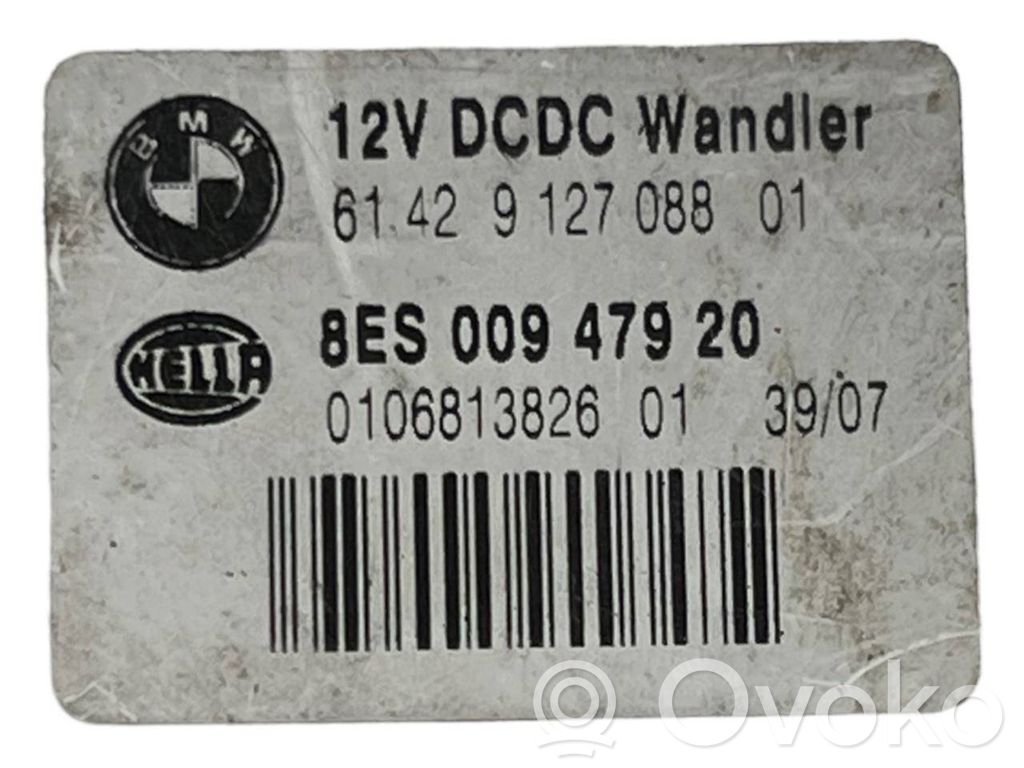 BMW
12V DCDC Wandler
61.42 9 127 088 01
HELLA
8ES 009 479 20
0106813826 01 39/07
Ovoko